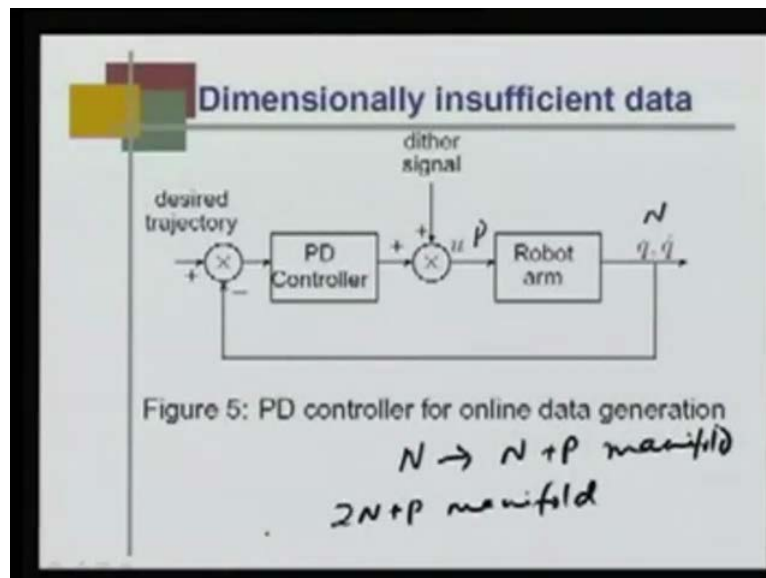 Dimensionally insufficient data
dither
signal
desired
trajectory
N
+
u P
q, q̇
+
PD
Controller
+
Robot
arm
+
−
Figure 5: PD controller for online data generation
N → N+P manifold
2N+P manifold